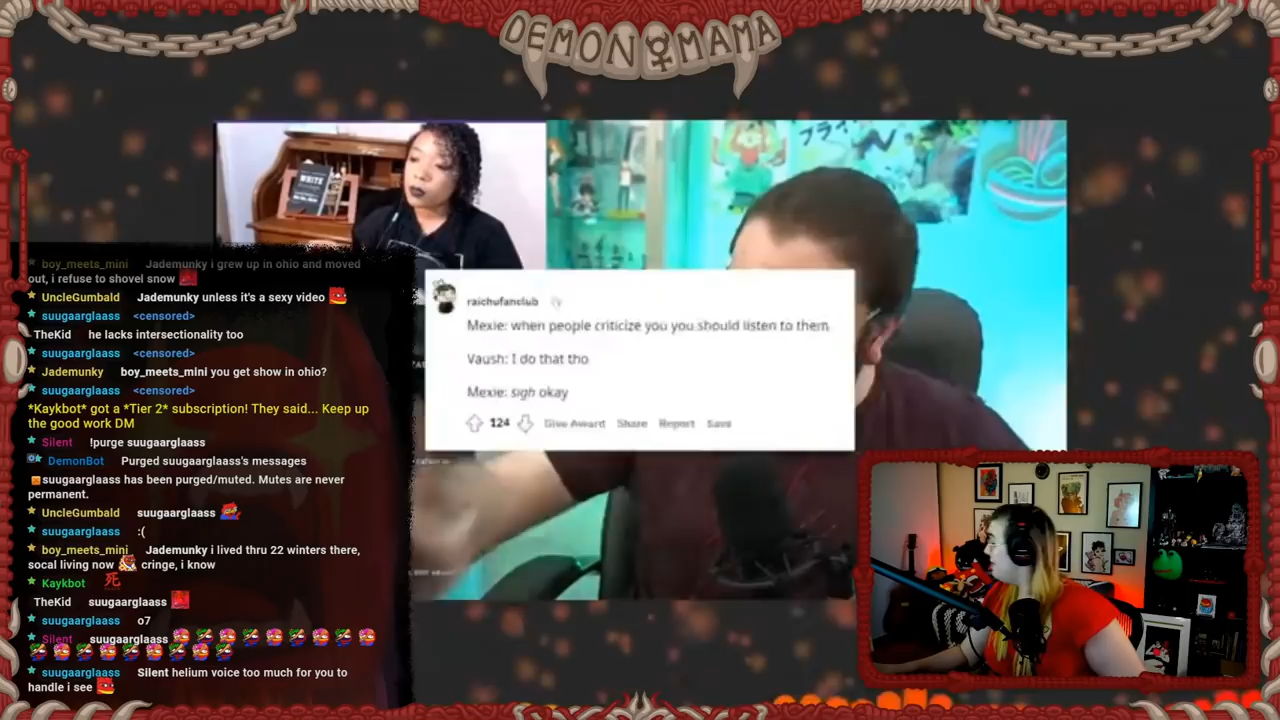 DEMON MAMA
WHITE
フライ
raichufanclub
Mexie: when people criticize you you should listen to them
Vaush: I do that tho
Mexie: sigh okay
124 Give Award Share Report Save
boy_meets_mini Jademunky i grew up in ohio and moved
out, i refuse to shovel snow
UncleGumbald Jademunky unless it's a sexy video
suugaarglaass <censored>
TheKid he lacks intersectionality too
suugaarglaass <censored>
Jademunky boy_meets_mini you get show in ohio?
suugaarglaass <censored>
*Kaykbot* got a *Tier 2* subscription! They said... Keep up
the good work DM
Silent !purge suugaarglaass
DemonBot Purged suugaarglaass's messages
suugaarglaass has been purged/muted. Mutes are never
permanent.
UncleGumbald suugaarglaass
suugaarglaass :(
boy_meets_mini Jademunky i lived thru 22 winters there,
socal living now cringe, i know
Kaykbot 死
TheKid suugaarglaass
suugaarglaass o7
Silent suugaarglaass
suugaarglaass Silent helium voice too much for you to
handle i see